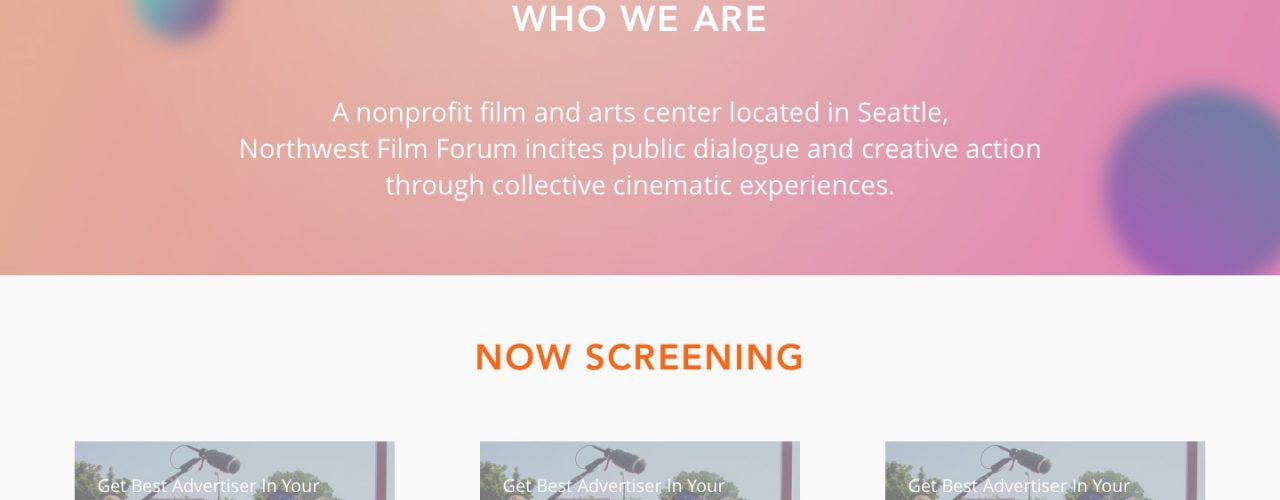 WHO WE ARE
A nonprofit film and arts center located in Seattle,
Northwest Film Forum incites public dialogue and creative action
through collective cinematic experiences.
NOW SCREENING
Get Best Advertiser In Your
Get Best Advertiser In Your
Get Best Advertiser In Your